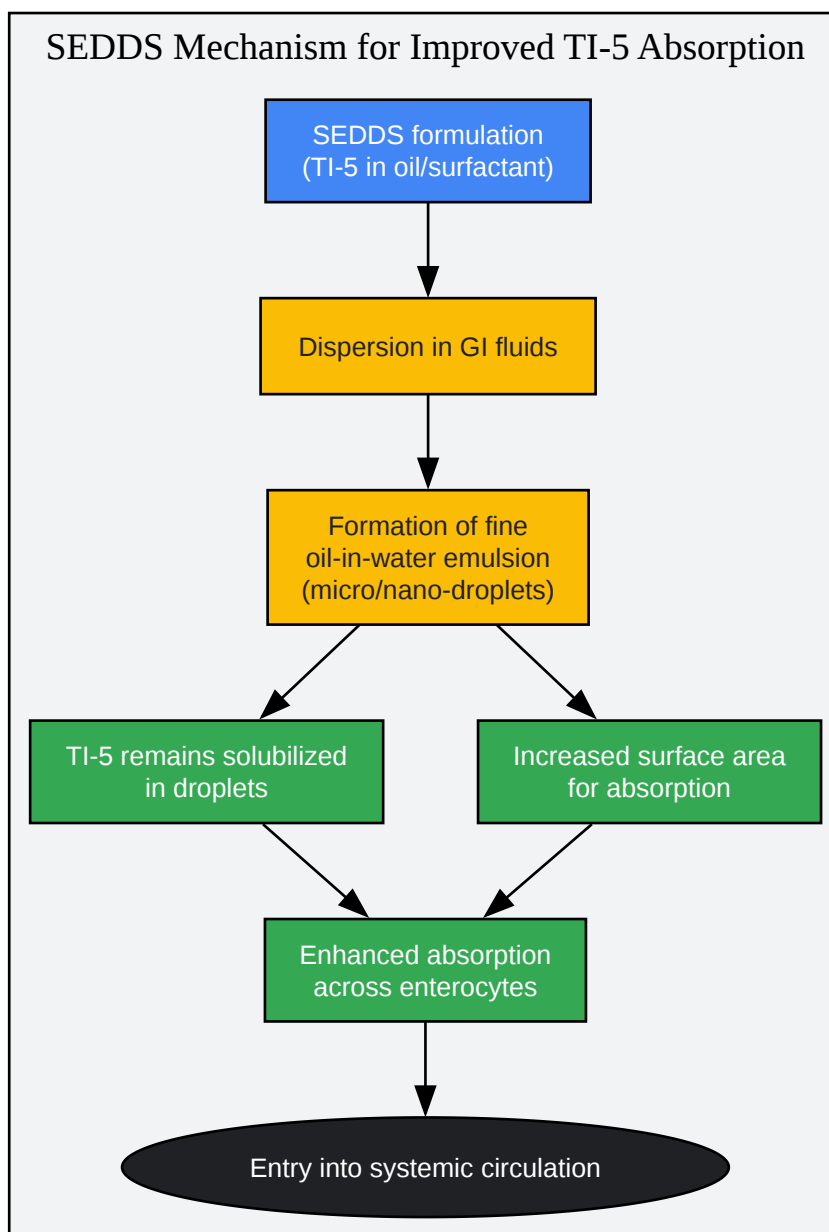 SEDDS Mechanism for Improved TI-5 Absorption
SEDDS formulation
(TI-5 in oil/surfactant)
Dispersion in GI fluids
Formation of fine
oil-in-water emulsion
(micro/nano-droplets)
TI-5 remains solubilized
in droplets
Increased surface area
for absorption
Enhanced absorption
across enterocytes
Entry into systemic circulation